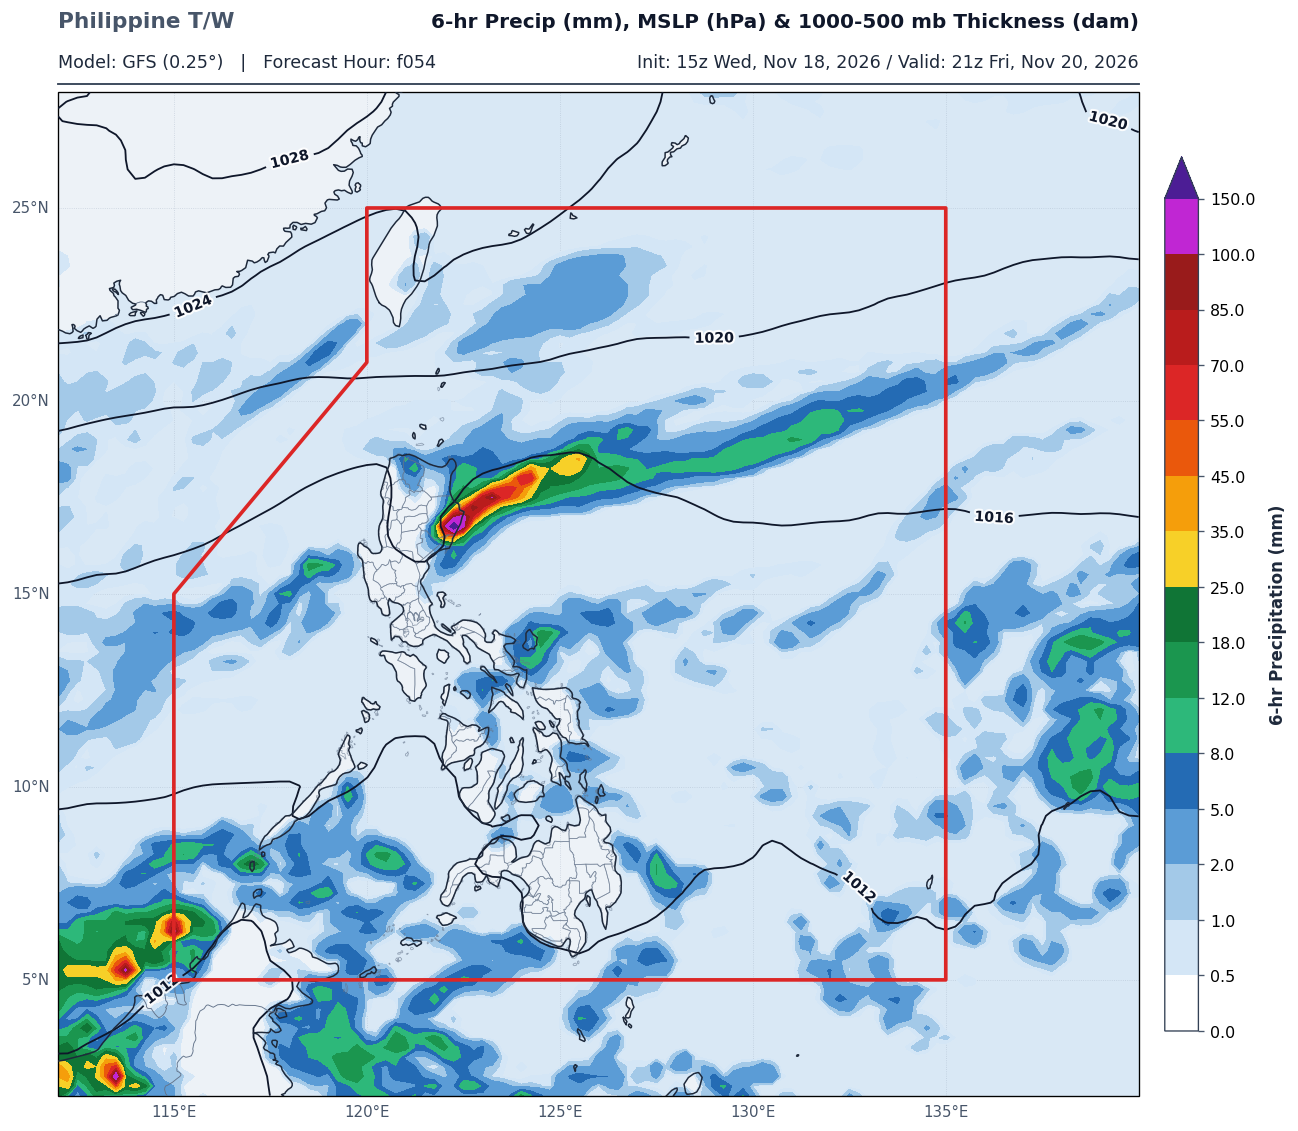 Philippine T/W
6-hr Precip (mm), MSLP (hPa) & 1000-500 mb Thickness (dam)
Model: GFS (0.25°) | Forecast Hour: f054
Init: 15z Wed, Nov 18, 2026 / Valid: 21z Fri, Nov 20, 2026
1020
1028
1024
1020
1016
1012
1012
25°N
20°N
15°N
10°N
5°N
115°E
120°E
125°E
130°E
135°E
150.0
100.0
85.0
70.0
55.0
45.0
35.0
25.0
18.0
12.0
8.0
5.0
2.0
1.0
0.5
0.0
6-hr Precipitation (mm)